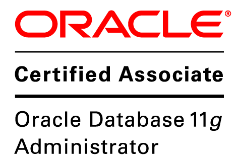 ORACLE®
Certified Associate
Oracle Database 11g
Administrator